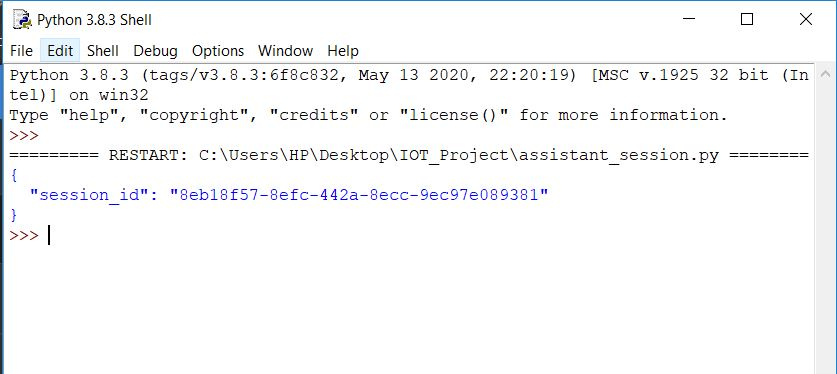 Python 3.8.3 Shell
File Edit Shell Debug Options Window Help
Python 3.8.3 (tags/v3.8.3:6f8c832, May 13 2020, 22:20:19) [MSC v.1925 32 bit (In
tel)] on win32
Type "help", "copyright", "credits" or "license()" for more information.
>>>
========= RESTART: C:\Users\HP\Desktop\IOT_Project\assistant_session.py ========
{
  "session_id": "8eb18f57-8efc-442a-8ecc-9ec97e089381"
}
>>>